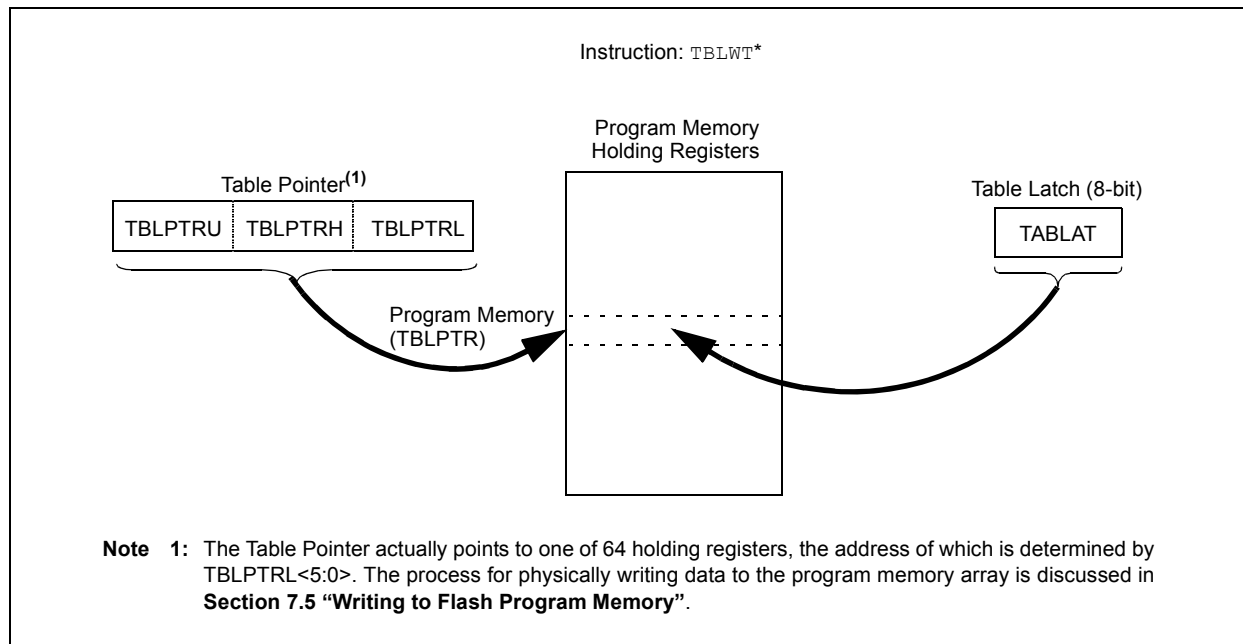 Instruction: TBLWT*
Program Memory
Holding Registers
Table Pointer(1)
Table Latch (8-bit)
TBLPTRU TBLPTRH TBLPTRL
TABLAT
Program Memory
(TBLPTR)
Note 1: The Table Pointer actually points to one of 64 holding registers, the address of which is determined by
TBLPTRL<5:0>. The process for physically writing data to the program memory array is discussed in
Section 7.5 “Writing to Flash Program Memory”.